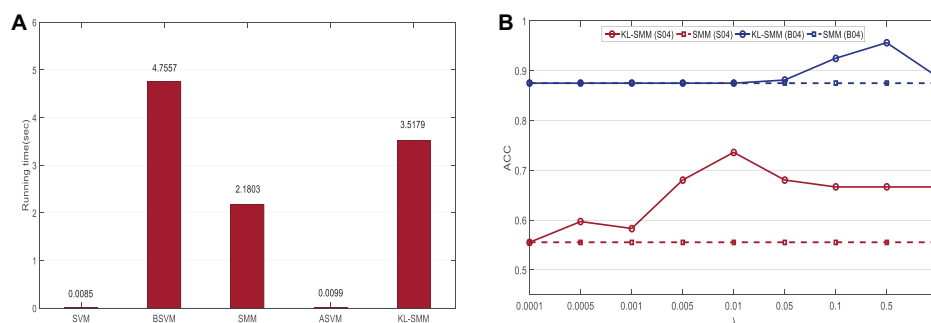 A
6
5
4
3
2
1
0
Running time(sec)
0.0085
4.7557
2.1803
0.0099
3.5179
SVM BSVM SMM ASVM KL-SMM
B
KL-SMM (S04) SMM (S04) KL-SMM (B04) SMM (B04)
1
0.9
0.8
0.7
0.6
0.5
ACC
0.0001 0.0005 0.001 0.005 0.01 0.05 0.1 0.5